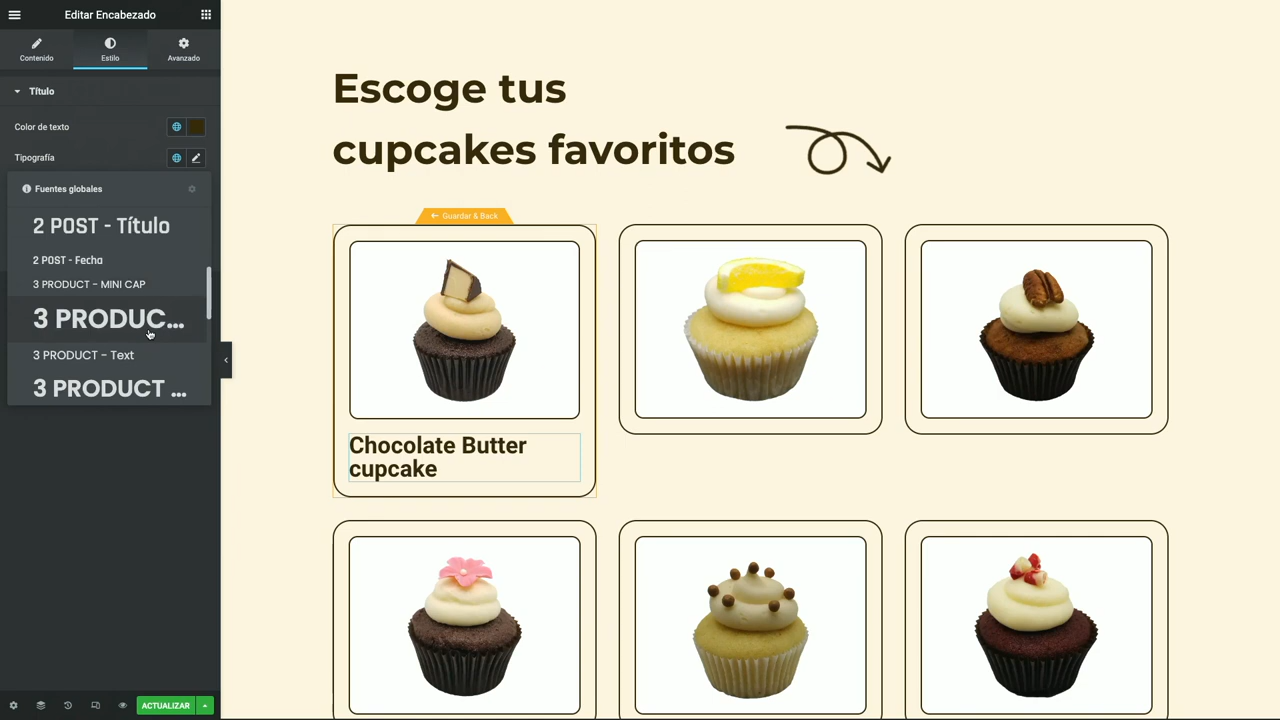 Editar Encabezado
Contenido
Estilo
Avanzado
Título
Color de texto
Tipografía
Fuentes globales
2 POST - Título
2 POST - Fecha
3 PRODUCT - MINI CAP
3 PRODUC...
3 PRODUCT - Text
3 PRODUCT ...
ACTUALIZAR
Escoge tus
cupcakes favoritos
Guardar & Back
Chocolate Butter
cupcake